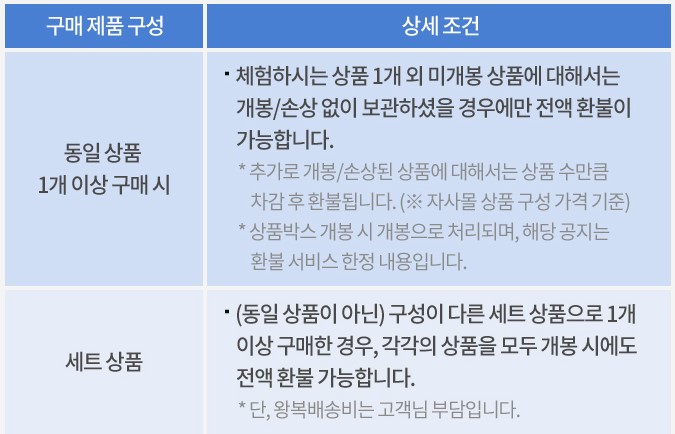 구매 제품 구성
상세 조건
동일 상품
1개 이상 구매 시
· 체험하시는 상품 1개 외 미개봉 상품에 대해서는
개봉/손상 없이 보관하셨을 경우에만 전액 환불이
가능합니다.
* 추가로 개봉/손상된 상품에 대해서는 상품 수만큼
차감 후 환불됩니다. (※ 자사몰 상품 구성 가격 기준)
* 상품박스 개봉 시 개봉으로 처리되며, 해당 공지는
환불 서비스 한정 내용입니다.
세트 상품
· (동일 상품이 아닌) 구성이 다른 세트 상품으로 1개
이상 구매한 경우, 각각의 상품을 모두 개봉 시에도
전액 환불 가능합니다.
* 단, 왕복배송비는 고객님 부담입니다.